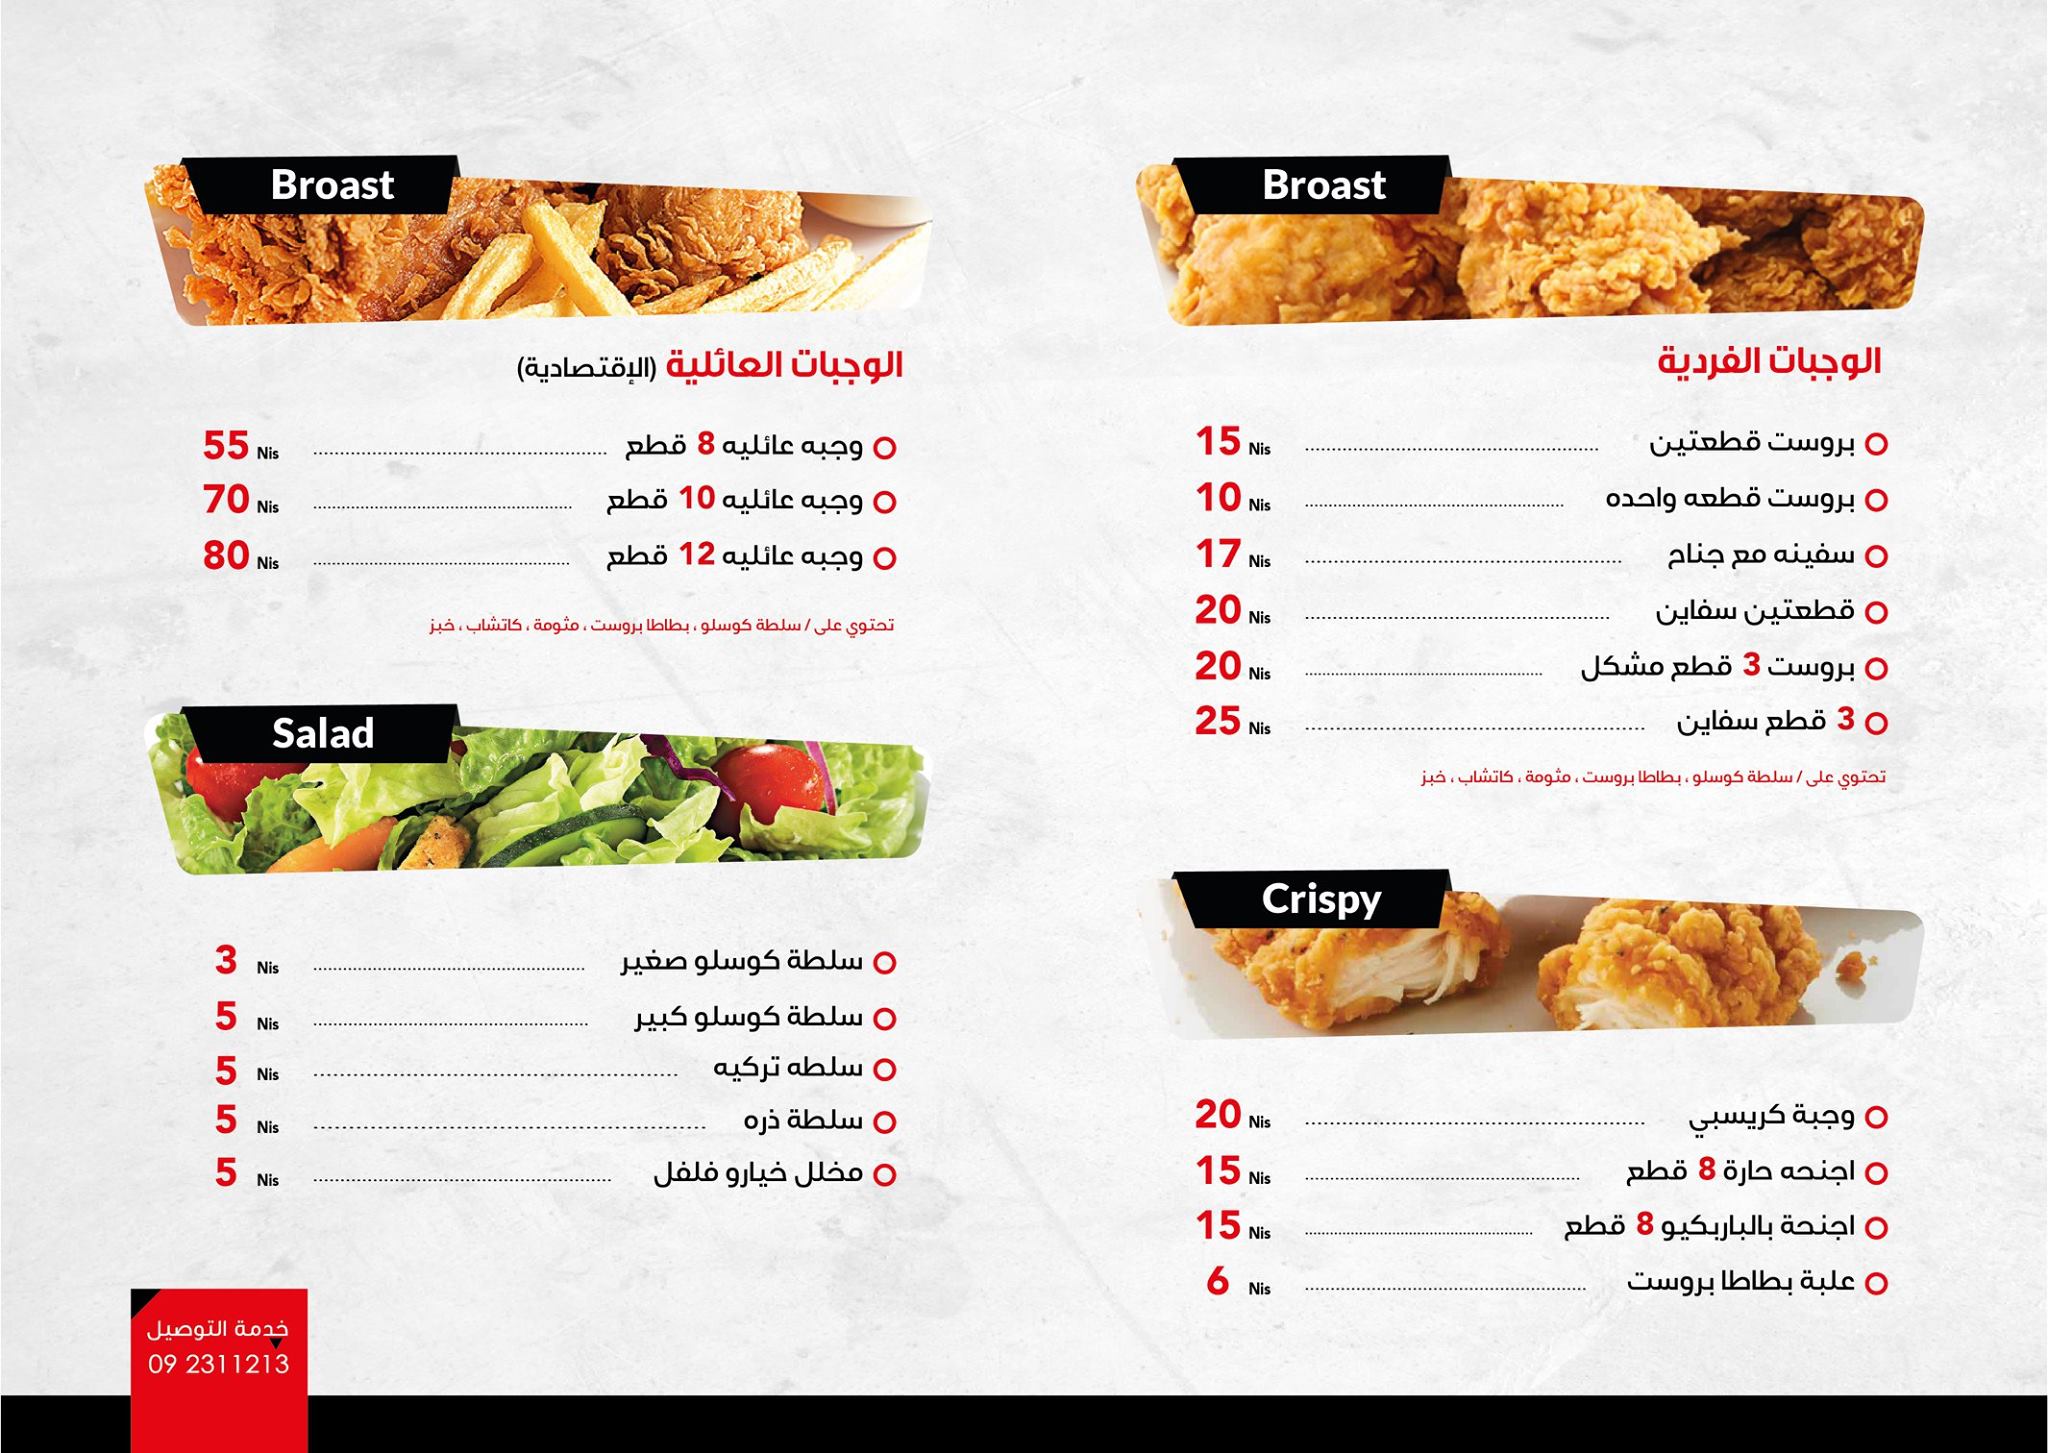 Broast
الوجبات الفردية
بروست قطعتين 15 Nis
بروست قطعه واحده 10 Nis
سفينه مع جناح 17 Nis
قطعتين سفاين 20 Nis
بروست 3 قطع مشكل 20 Nis
3 قطع سفاين 25 Nis
تحتوي على / سلطة كوسلو ، بطاطا بروست ، مثومة ، كاتشاب ، خبز
Crispy
وجبة كريسبي 20 Nis
اجنحه حارة 8 قطع 15 Nis
اجنحة بالباربكيو 8 قطع 15 Nis
علبة بطاطا بروست 6 Nis
Broast
الوجبات العائلية (الإقتصادية)
وجبه عائليه 8 قطع 55 Nis
وجبه عائليه 10 قطع 70 Nis
وجبه عائليه 12 قطع 80 Nis
تحتوي على / سلطة كوسلو ، بطاطا بروست ، مثومة ، كاتشاب ، خبز
Salad
سلطة كوسلو صغير 3 Nis
سلطة كوسلو كبير 5 Nis
سلطه تركيه 5 Nis
سلطة ذره 5 Nis
مخلل خيارو فلفل 5 Nis
خدمة التوصيل
09 2311213